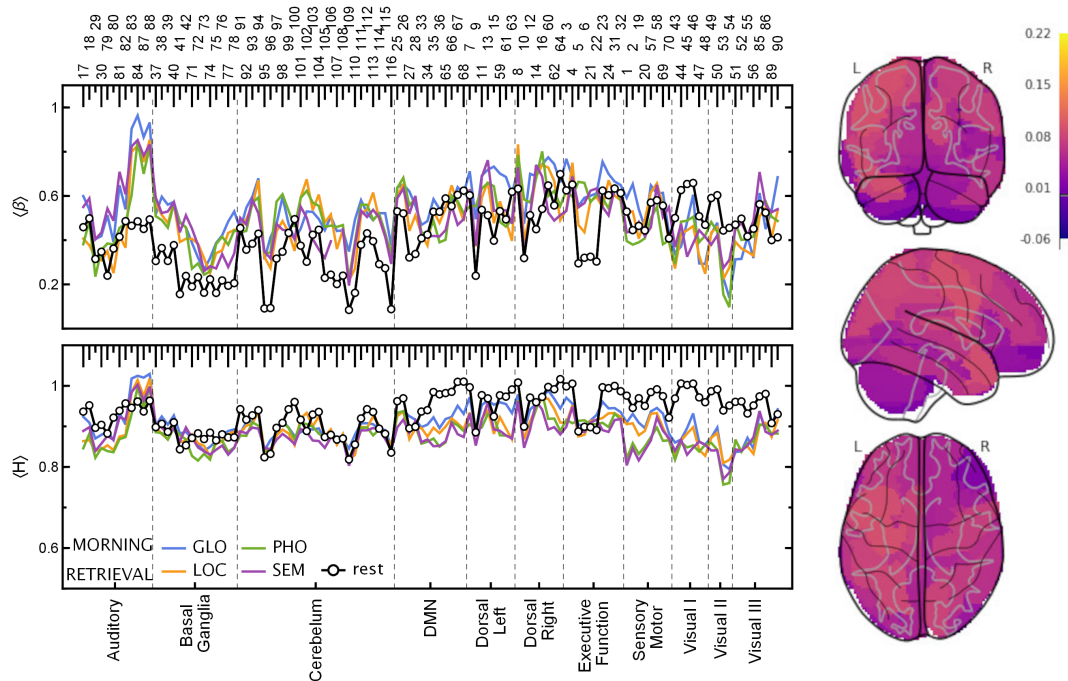 29 80 83 88 39 42 73 76 91 94 97 100 103 106 109 112 115 26 33 36 67 9 15 63 12 60 3 6 23 32 19 58 43 46 49
18 79 82 87 38 41 72 75 78 93 96 99 102 105 108 111 114 25 28 35 66 7 13 61 10 16 64 5 22 31 2 57 70 45 48
17 30 81 84 37 40 71 74 77 92 95 98 101 104 107 110 113 116 27 34 65 68 11 59 8 14 62 4 21 24 1 20 69 44 47 50 51 56 89 90
1
0.6
0.2
⟨β⟩
1
0.8
0.6
⟨H⟩
MORNING
RETRIEVAL
GLO
PHO
LOC
SEM
rest
Auditory
Basal
Ganglia
Cerebelum
DMN
Dorsal
Left
Dorsal
Right
Executive
Function
Sensory
Motor
Visual I
Visual II
Visual III
L
R
0.22
0.15
0.08
0.01
-0.06
L
R